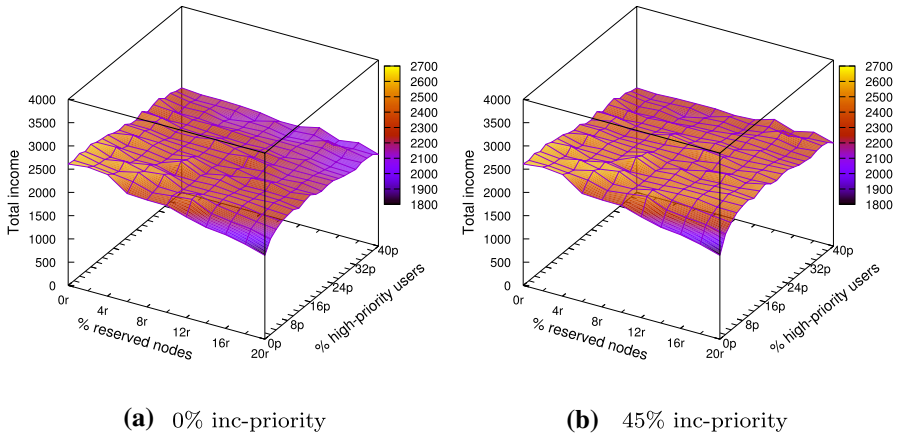 4000
3500
3000
2500
2000
1500
1000
500
0
Total income
0r
4r
8r
12r
16r
20r
% reserved nodes
0p
8p
16p
24p
32p
40p
% high-priority users
2700
2600
2500
2400
2300
2200
2100
2000
1900
1800
(a) 0% inc-priority
4000
3500
3000
2500
2000
1500
1000
500
0
Total income
0r
4r
8r
12r
16r
20r
% reserved nodes
0p
8p
16p
24p
32p
40p
% high-priority users
2700
2600
2500
2400
2300
2200
2100
2000
1900
1800
(b) 45% inc-priority